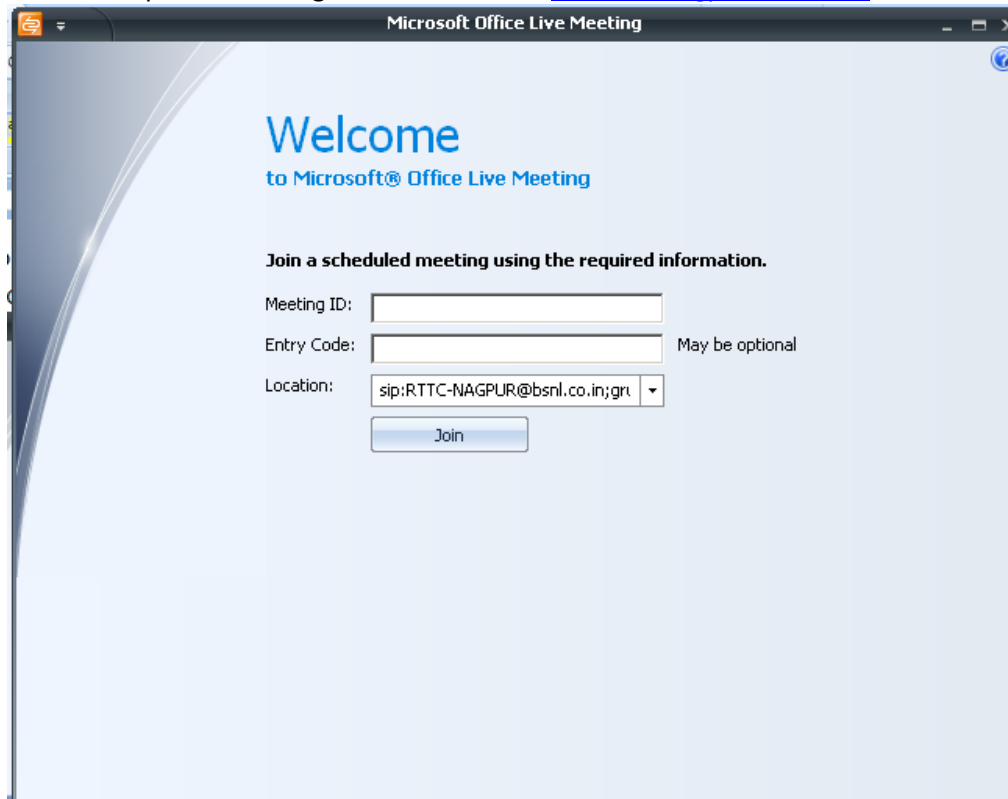 Microsoft Office Live Meeting
Welcome
to Microsoft® Office Live Meeting
Join a scheduled meeting using the required information.
Meeting ID:
Entry Code: May be optional
Location: sip:RTTC-NAGPUR@bsnl.co.in;gru
Join